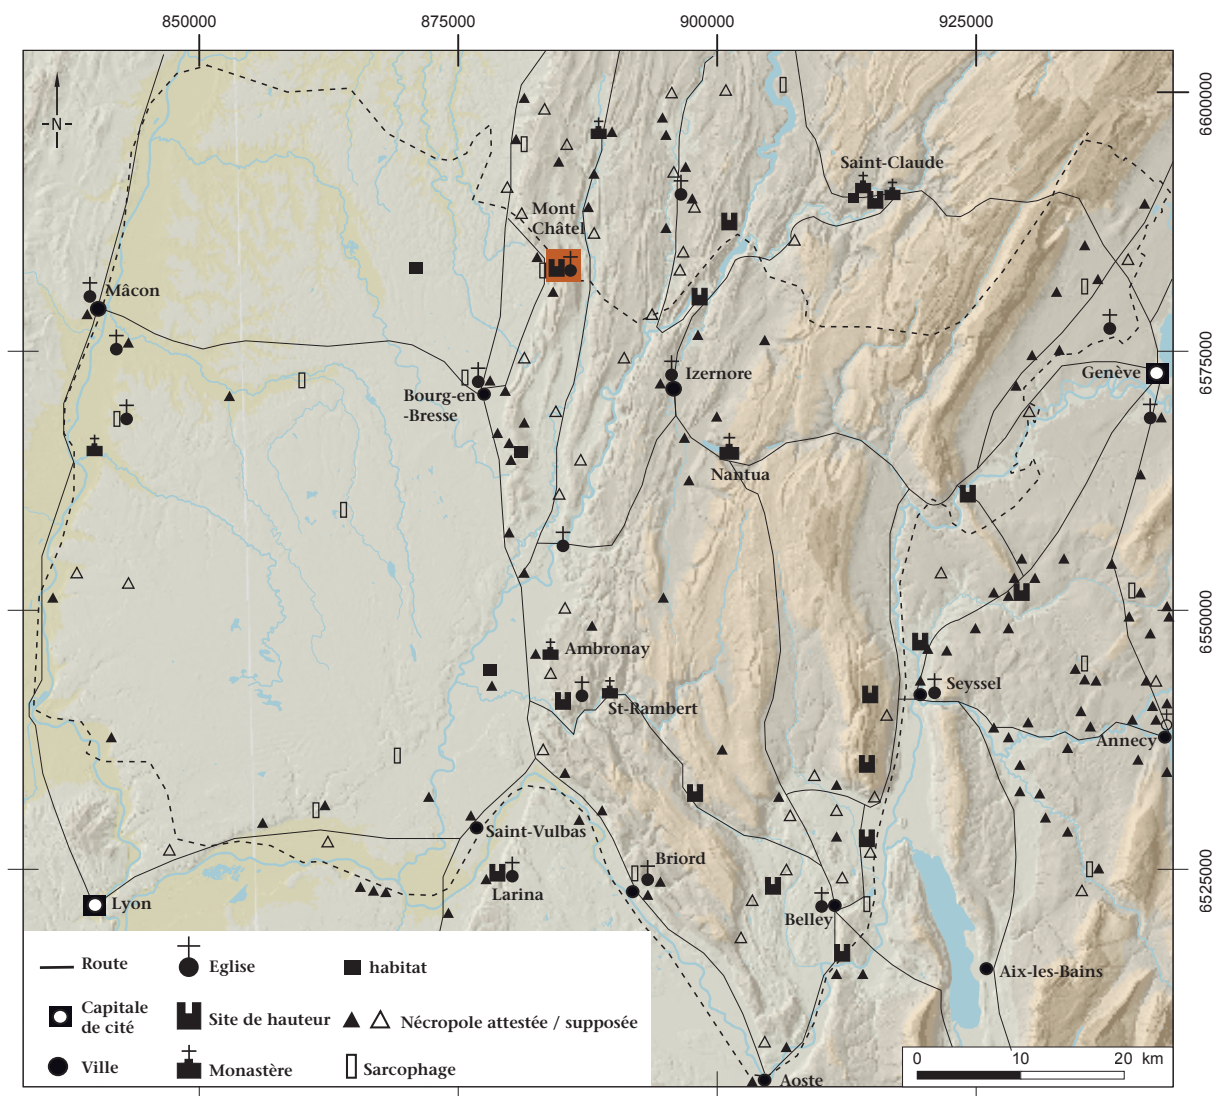 850000
875000
900000
925000
6600000
6575000
6550000
6525000
N
Saint-Claude
Mont
Châtel
Mâcon
Genève
Izernore
Bourg-en
-Bresse
Nantua
Ambronay
Seyssel
St-Rambert
Annecy
Saint-Vulbas
Briord
Larina
Lyon
Belley
Aix-les-Bains
Aoste
Route
Eglise
habitat
Capitale
de cité
Site de hauteur
Nécropole attestée / supposée
Ville
Monastère
Sarcophage
0 10 20 km